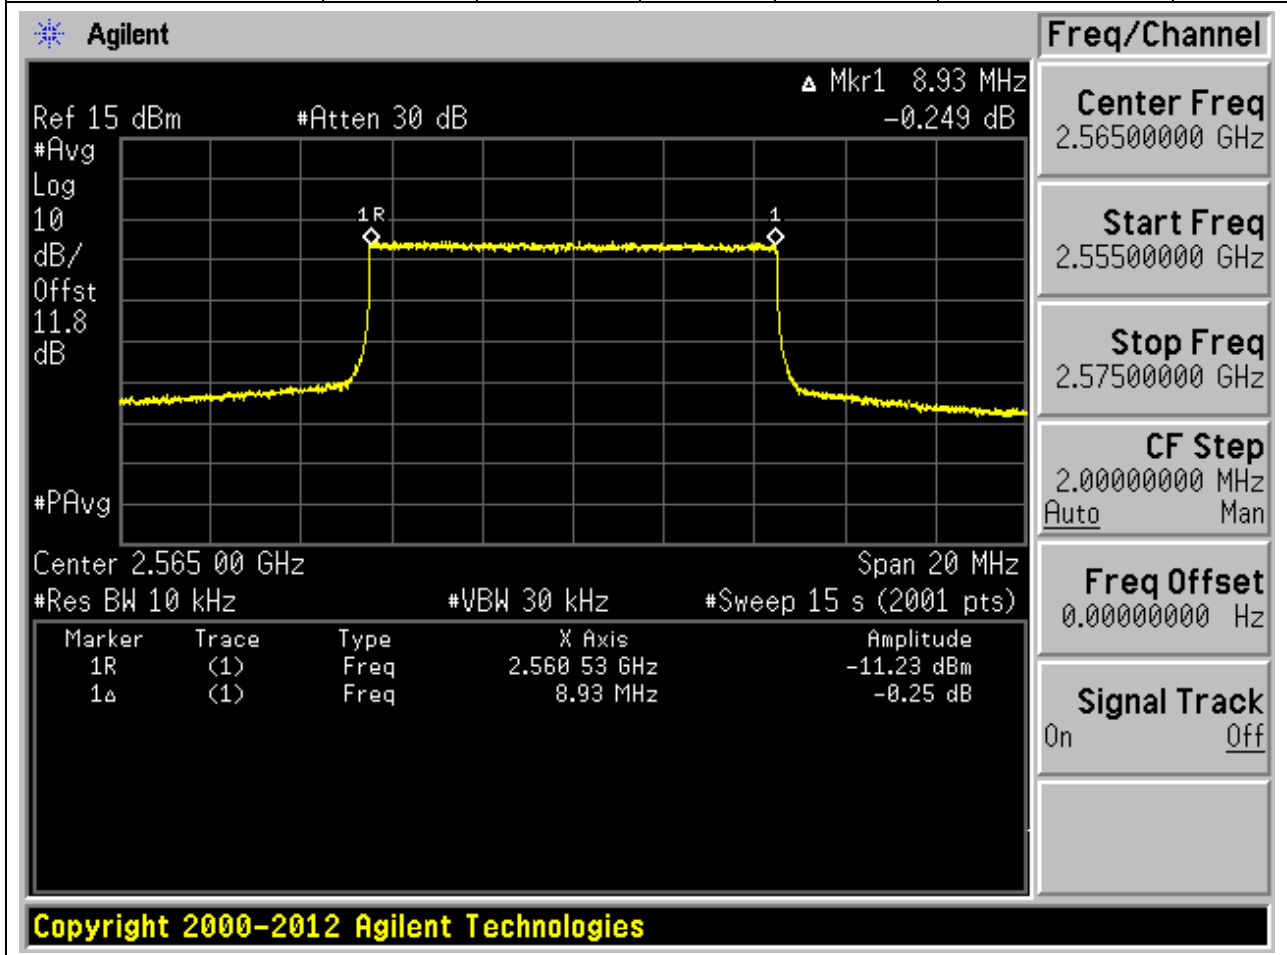 Agilent
Freq/Channel
▵ Mkr1 8.93 MHz
Ref 15 dBm #Atten 30 dB -0.249 dB
#Avg
Log
10
dB/
Offst
11.8
dB
1R
1
#PAvg
Center 2.565 00 GHz Span 20 MHz
#Res BW 10 kHz #VBW 30 kHz #Sweep 15 s (2001 pts)
Marker Trace Type X Axis Amplitude
1R (1) Freq 2.560 53 GHz -11.23 dBm
1▵ (1) Freq 8.93 MHz -0.25 dB
Center Freq
2.56500000 GHz
Start Freq
2.55500000 GHz
Stop Freq
2.57500000 GHz
CF Step
2.00000000 MHz
Auto Man
Freq Offset
0.00000000 Hz
Signal Track
On Off
Copyright 2000-2012 Agilent Technologies